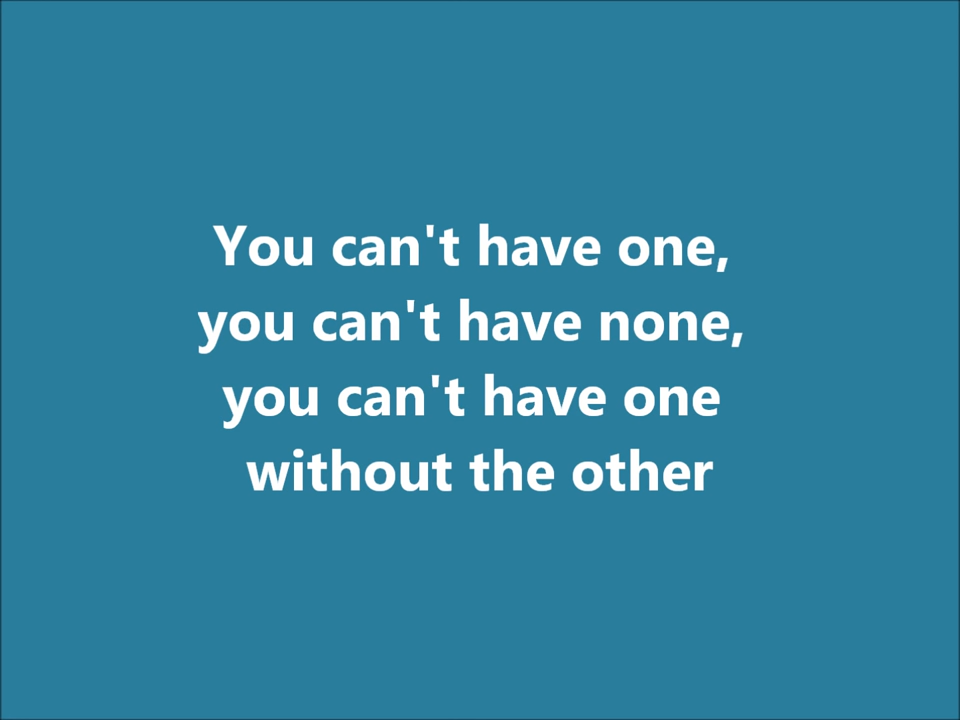 You can't have one,
you can't have none,
you can't have one
without the other